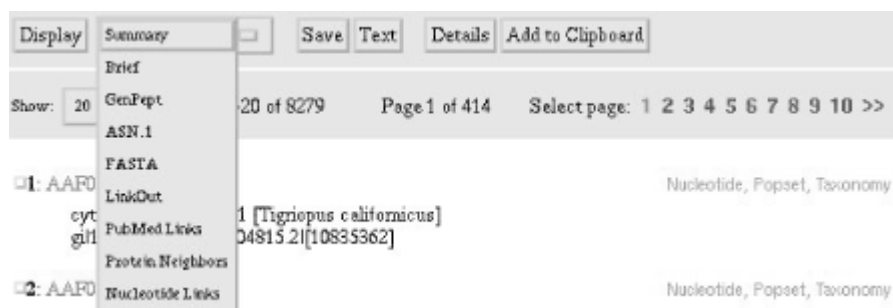 Display Summary Save Text Details Add to Clipboard
Brief
Show: 20 GenPept -20 of 8279 Page 1 of 414 Select page: 1 2 3 4 5 6 7 8 9 10 >>
ASN.1
FASTA
1: AAF0 Nucleotide, Popset, Taxonomy
LinkOut
cyt 1 [Tigriopus californicus]
PubMed Links
gi|1 04815.2|[10835362]
Protein Neighbors
2: AAF0 Nucleotide Links Nucleotide, Popset, Taxonomy